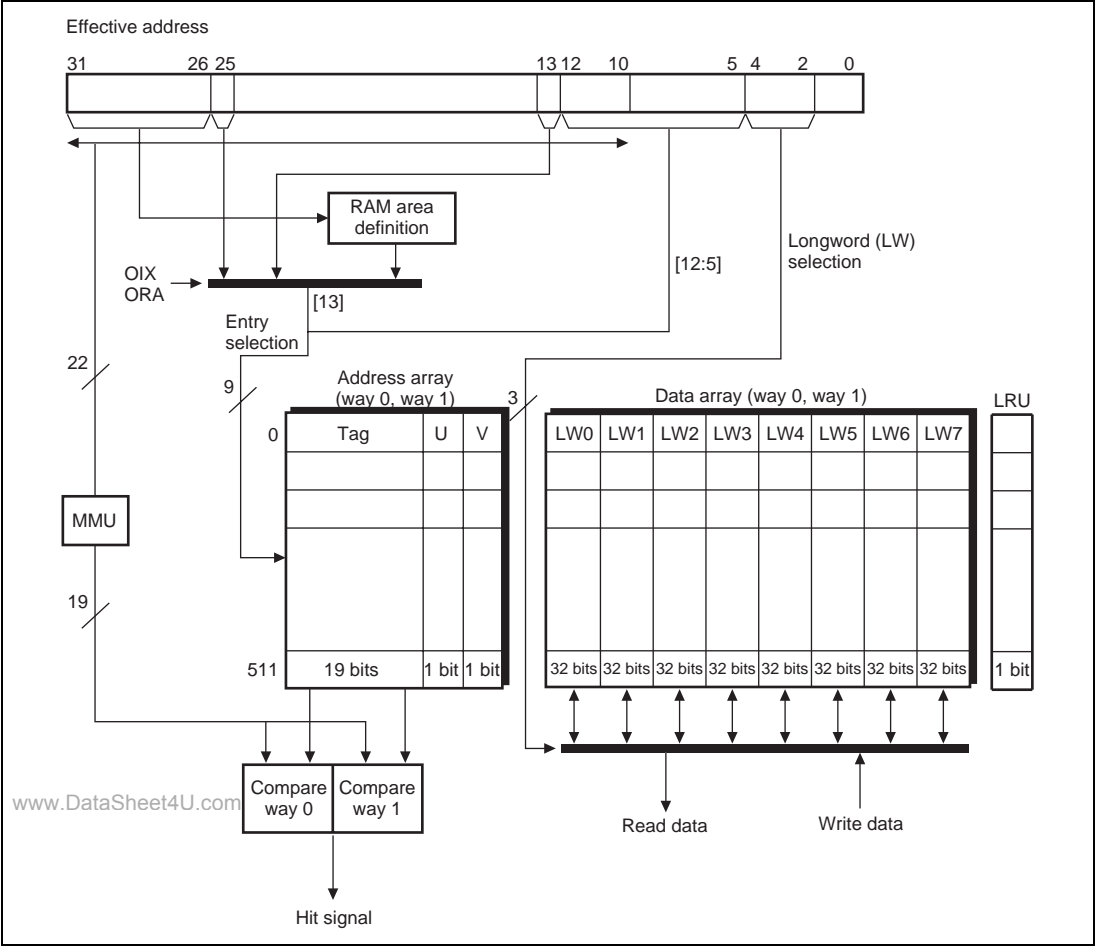 Effective address
31 26 25 13 12 10 5 4 2 0
RAM area
definition
Longword (LW)
selection
[12:5]
OIX
ORA
[13]
Entry
selection
22
9
Address array
(way 0, way 1)
3
Data array (way 0, way 1)
LRU
0 Tag U V
LW0 LW1 LW2 LW3 LW4 LW5 LW6 LW7
MMU
19
511 19 bits 1 bit 1 bit
32 bits 32 bits 32 bits 32 bits 32 bits 32 bits 32 bits 32 bits
1 bit
Compare
way 0
Compare
way 1
www.DataSheet4U.com
Read data
Write data
Hit signal